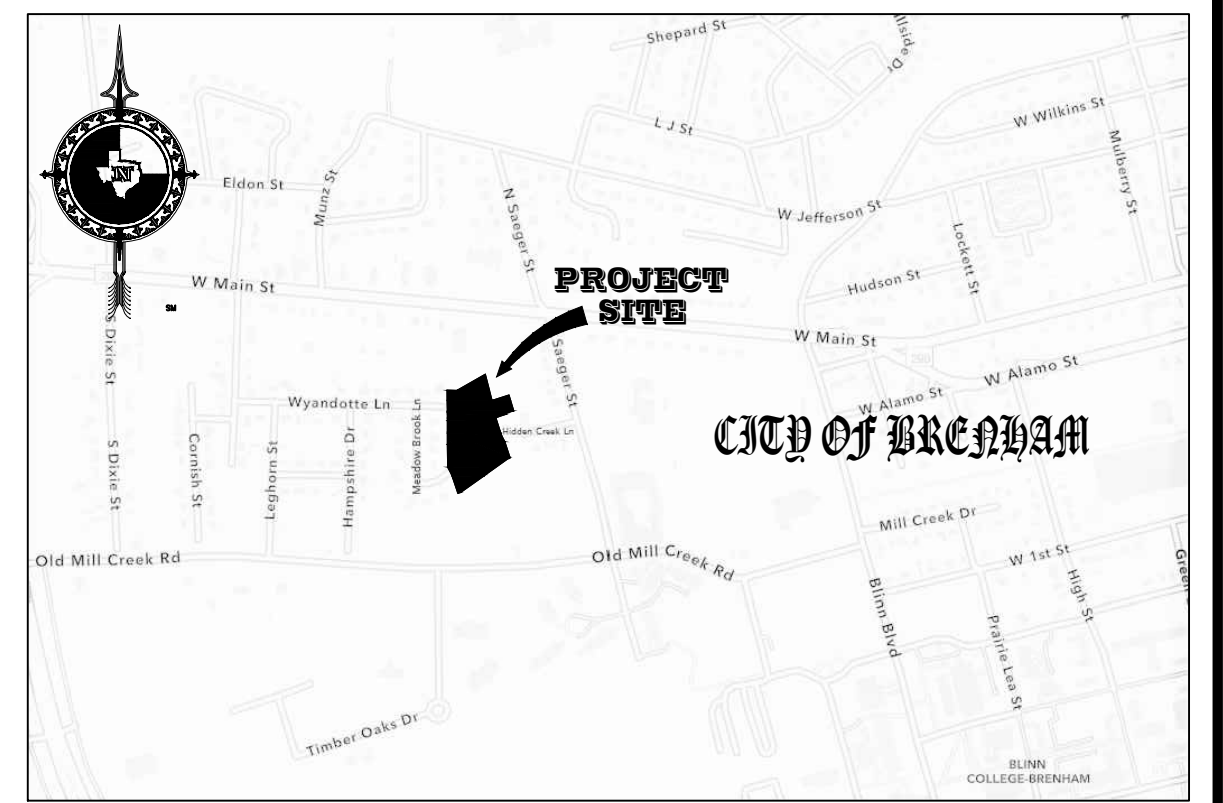 Shepard St
llside Dr
L J St
W Wilkins St
Mulberry St
Eldon St
Munz St
N Saeger St
W Jefferson St
Lockett St
N
W Main St
PROJECT
SITE
Hudson St
SM
S Dixie St
Saeger St
W Main St
290
W Alamo St
W Alamo St
Wyandotte Ln
Meadow Brook Ln
Hidden Creek Ln
CITY OF BRENHAM
S Dixie St
Cornish St
Leghorn St
Hampshire Dr
Mill Creek Dr
Old Mill Creek Rd
Old Mill Creek Rd
W 1st St
High St
Green
Blinn Blvd
Prairie Lea St
Timber Oaks Dr
BLINN
COLLEGE-BRENHAM